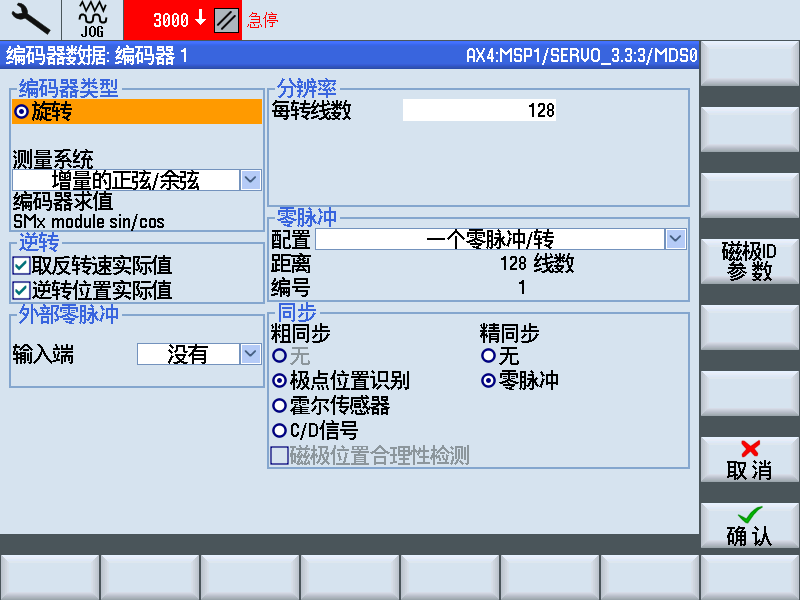 JOG
3000
急停
编码器数据: 编码器 1
AX4:MSP1/SERVO_3.3:3/MDS0
编码器类型
旋转
测量系统
增量的正弦/余弦
编码器求值
SMx module sin/cos
逆转
取反转速实际值
逆转位置实际值
外部零脉冲
输入端 没有
分辨率
每转线数 128
零脉冲
配置 一个零脉冲/转
距离 128 线数
编号 1
同步
粗同步
无
极点位置识别
霍尔传感器
C/D信号
磁极位置合理性检测
精同步
无
零脉冲
磁极ID
参数
取消
确认